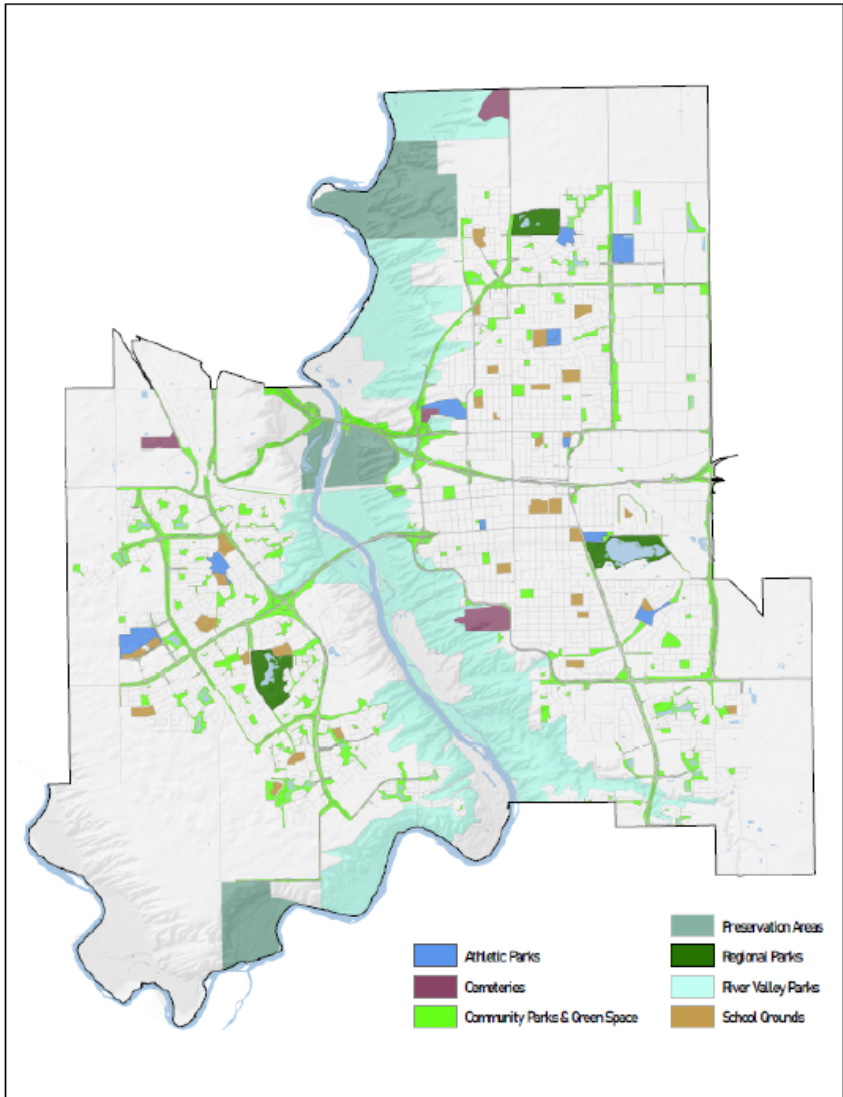 Preservation Areas
Athletic Parks
Regional Parks
Cemeteries
River Valley Parks
Community Parks & Green Space
School Grounds